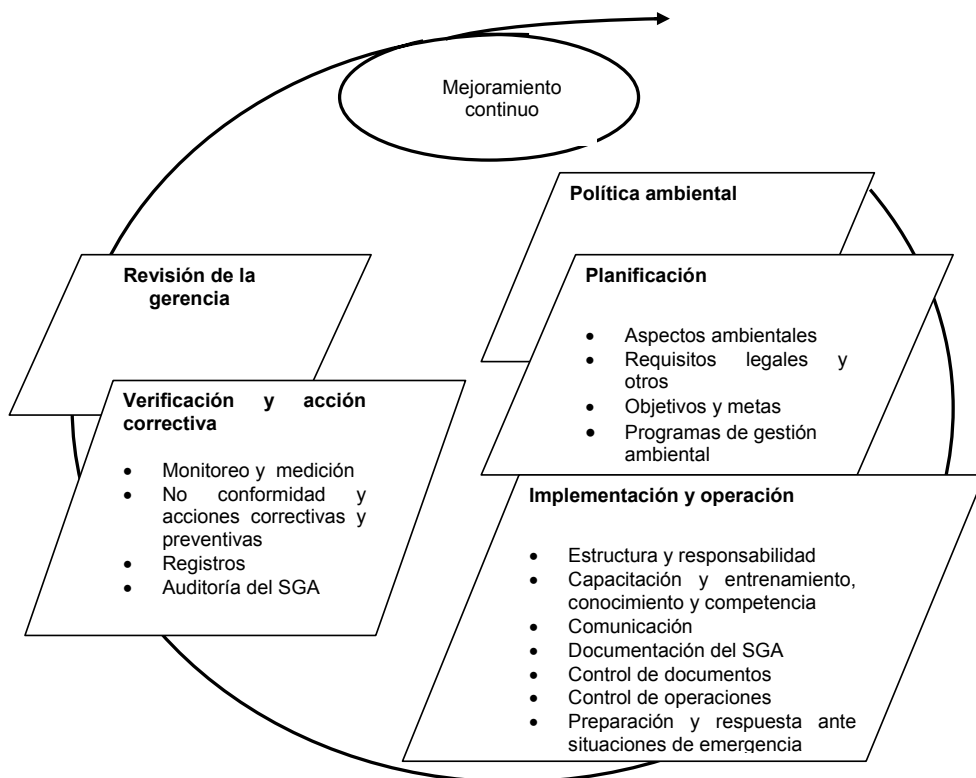 Mejoramiento
continuo
Política ambiental
Planificación
• Aspectos ambientales
• Requisitos legales y
otros
• Objetivos y metas
• Programas de gestión
ambiental
Implementación y operación
• Estructura y responsabilidad
• Capacitación y entrenamiento,
conocimiento y competencia
• Comunicación
• Documentación del SGA
• Control de documentos
• Control de operaciones
• Preparación y respuesta ante
situaciones de emergencia
Verificación y acción
correctiva
• Monitoreo y medición
• No conformidad y
acciones correctivas y
preventivas
• Registros
• Auditoría del SGA
Revisión de la
gerencia